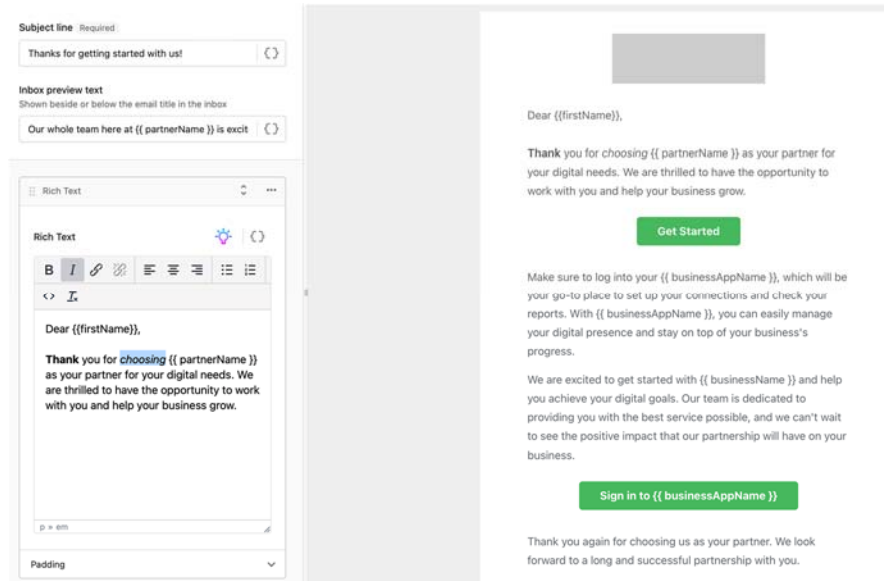 Subject line Required
Thanks for getting started with us!
Inbox preview text
Shown beside or below the email title in the inbox
Our whole team here at {{ partnerName }} is excit
Rich Text
Rich Text
B I
Dear {{firstName}},
Thank you for choosing {{ partnerName }}
as your partner for your digital needs. We
are thrilled to have the opportunity to work
with you and help your business grow.
p » em
Padding
Dear {{firstName}},
Thank you for choosing {{ partnerName }} as your partner for
your digital needs. We are thrilled to have the opportunity to
work with you and help your business grow.
Get Started
Make sure to log into your {{ businessAppName }}, which will be
your go-to place to set up your connections and check your
reports. With {{ businessAppName }}, you can easily manage
your digital presence and stay on top of your business's
progress.
We are excited to get started with {{ businessName }} and help
you achieve your digital goals. Our team is dedicated to
providing you with the best service possible, and we can't wait
to see the positive impact that our partnership will have on your
business.
Sign in to {{ businessAppName }}
Thank you again for choosing us as your partner. We look
forward to a long and successful partnership with you.